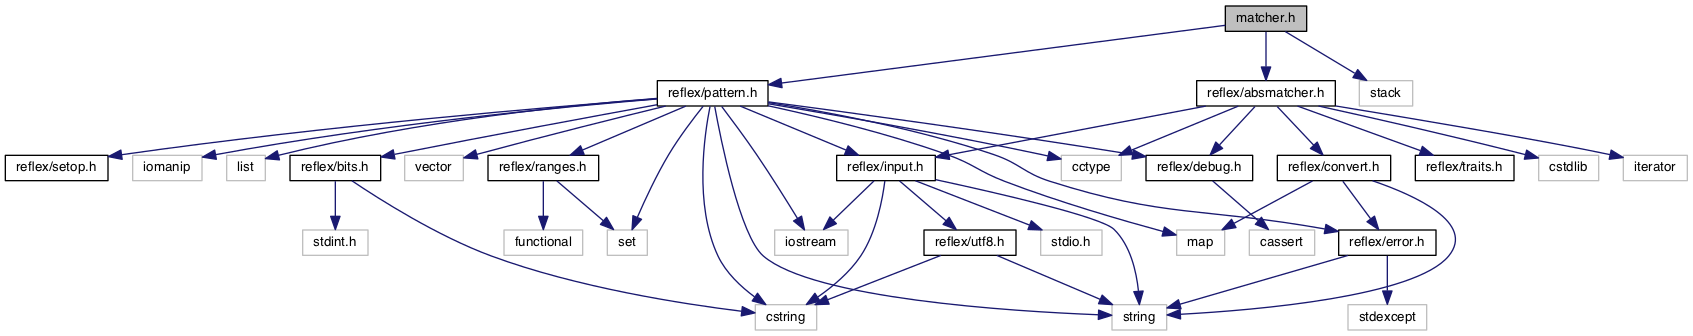 matcher.h
reflex/pattern.h
reflex/absmatcher.h
stack
reflex/setop.h
iomanip
list
reflex/bits.h
vector
reflex/ranges.h
reflex/input.h
cctype
reflex/debug.h
reflex/convert.h
reflex/traits.h
cstdlib
iterator
stdint.h
functional
set
iostream
reflex/utf8.h
stdio.h
map
cassert
reflex/error.h
cstring
string
stdexcept